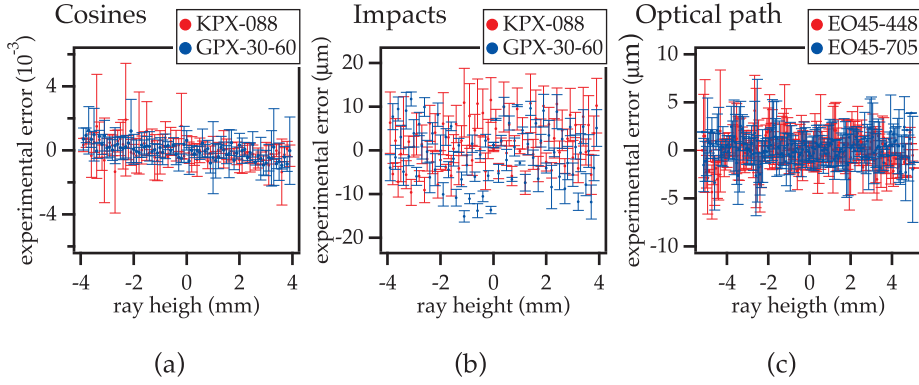 Cosines
KPX-088
GPX-30-60
experimental error (10⁻³)
4
0
-4
-4 -2 0 2 4
ray heigh (mm)
(a)
Impacts
KPX-088
GPX-30-60
experimental error (µm)
20
10
0
-10
-20
-4 -2 0 2 4
ray height (mm)
(b)
Optical path
EO45-448
EO45-705
experimental error (µm)
10
5
0
-5
-10
-4 -2 0 2 4
ray heigth (mm)
(c)